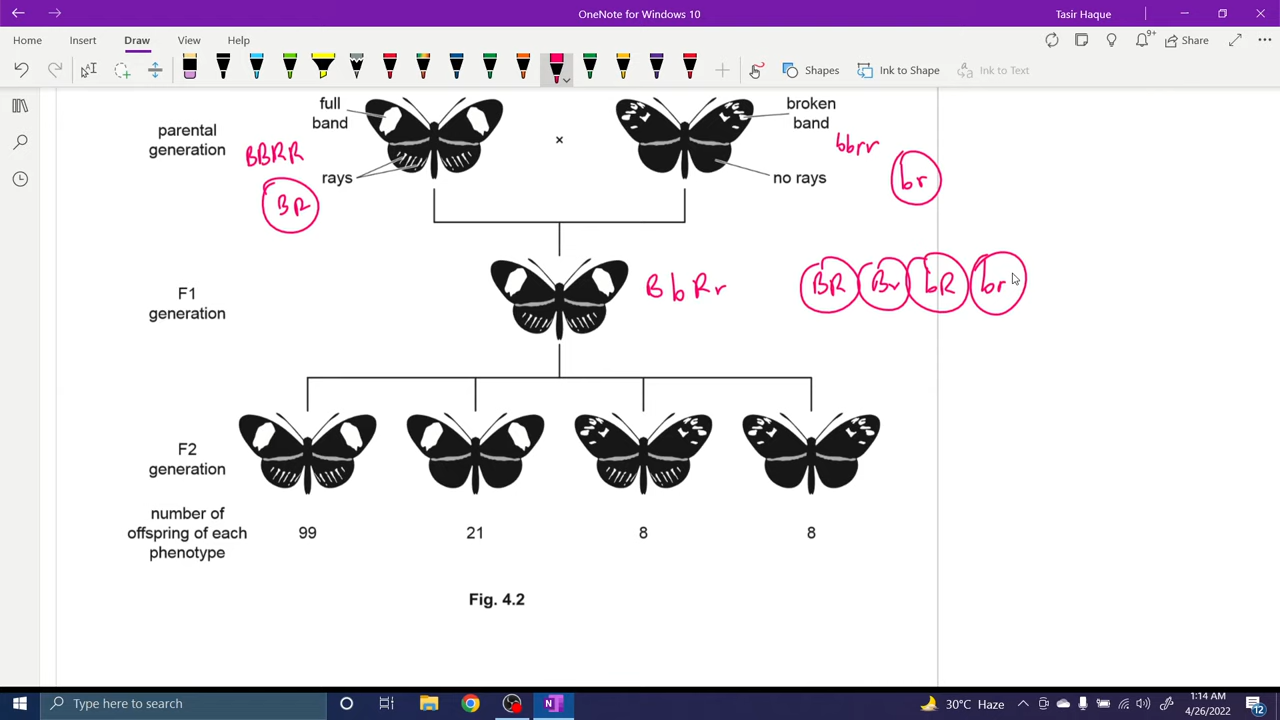 OneNote for Windows 10
Tasir Haque
Home Insert Draw View Help
9+
Share
Shapes
Ink to Shape
Ink to Text
full band
broken band
parental generation
BBRR
bbrr
rays
no rays
BR
br
×
F1 generation
BbRr
BR Br bR br
F2 generation
number of offspring of each phenotype
99 21 8 8
Fig. 4.2
Type here to search
30°C Haze
1:14 AM
4/26/2022
12